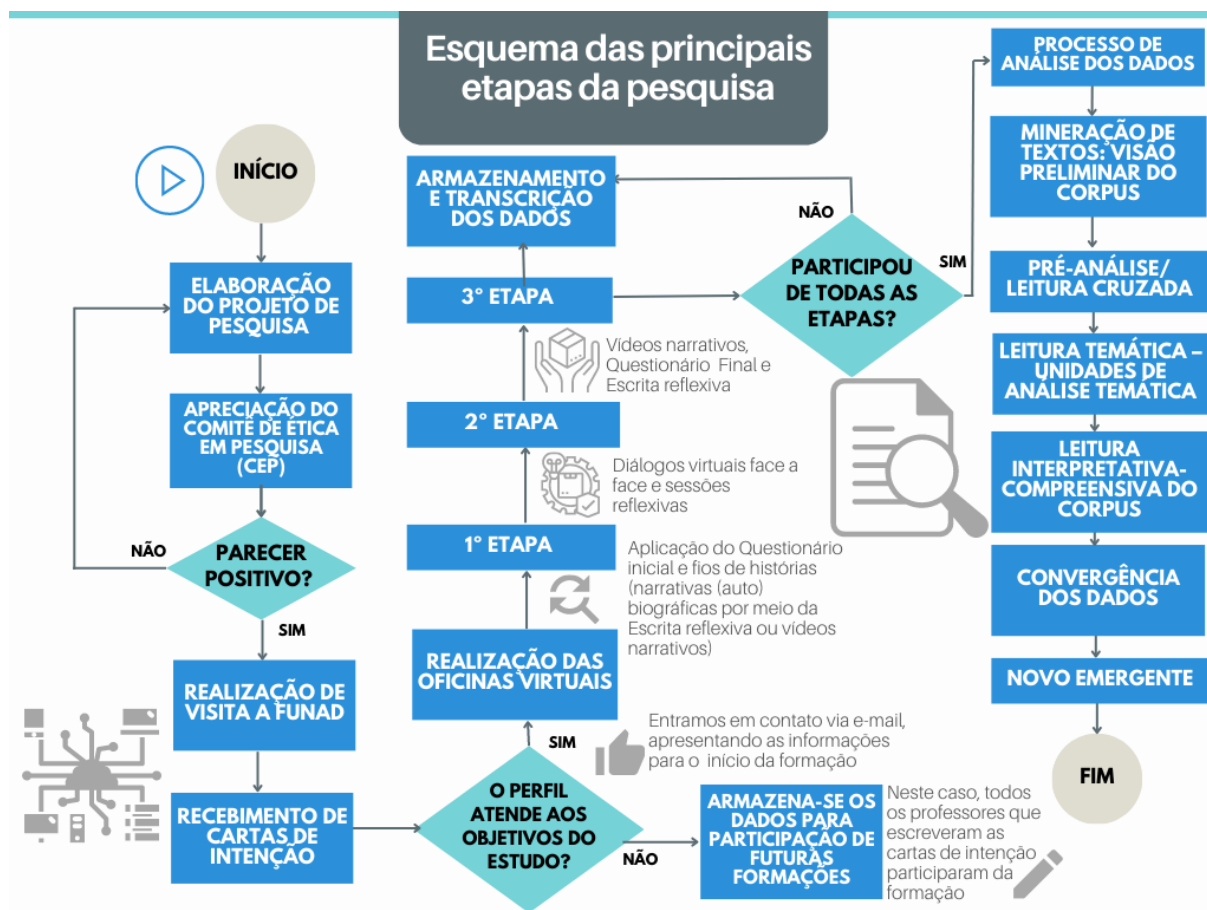 Esquema das principais
etapas da pesquisa
INÍCIO
ELABORAÇÃO
DO PROJETO DE
PESQUISA
APRECIAÇÃO DO
COMITÊ DE ÉTICA
EM PESQUISA
(CEP)
PARECER
POSITIVO?
NÃO
SIM
REALIZAÇÃO DE
VISITA A FUNAD
RECEBIMENTO DE
CARTAS DE
INTENÇÃO
O PERFIL
ATENDE AOS
OBJETIVOS DO
ESTUDO?
NÃO
ARMAZENA-SE OS
DADOS PARA
PARTICIPAÇÃO DE
FUTURAS
FORMAÇÕES
Neste caso, todos
os professores que
escreveram as
cartas de intenção
participaram da
formação
SIM
Entramos em contato via e-mail,
apresentando as informações
para o início da formação
REALIZAÇÃO DAS
OFICINAS VIRTUAIS
1° ETAPA
Aplicação do Questionário
inicial e fios de histórias
(narrativas (auto)
biográficas por meio da
Escrita reflexiva ou vídeos
narrativos)
2° ETAPA
Diálogos virtuais face a
face e sessões
reflexivas
3° ETAPA
Vídeos narrativos,
Questionário Final e
Escrita reflexiva
ARMAZENAMENTO
E TRANSCRIÇÃO
DOS DADOS
PARTICIPOU
DE TODAS AS
ETAPAS?
NÃO
SIM
PROCESSO DE
ANÁLISE DOS DADOS
MINERAÇÃO DE
TEXTOS: VISÃO
PRELIMINAR DO
CORPUS
PRÉ-ANÁLISE/
LEITURA CRUZADA
LEITURA TEMÁTICA –
UNIDADES DE
ANÁLISE TEMÁTICA
LEITURA
INTERPRETATIVA-
COMPREENSIVA DO
CORPUS
CONVERGÊNCIA
DOS DADOS
NOVO EMERGENTE
FIM